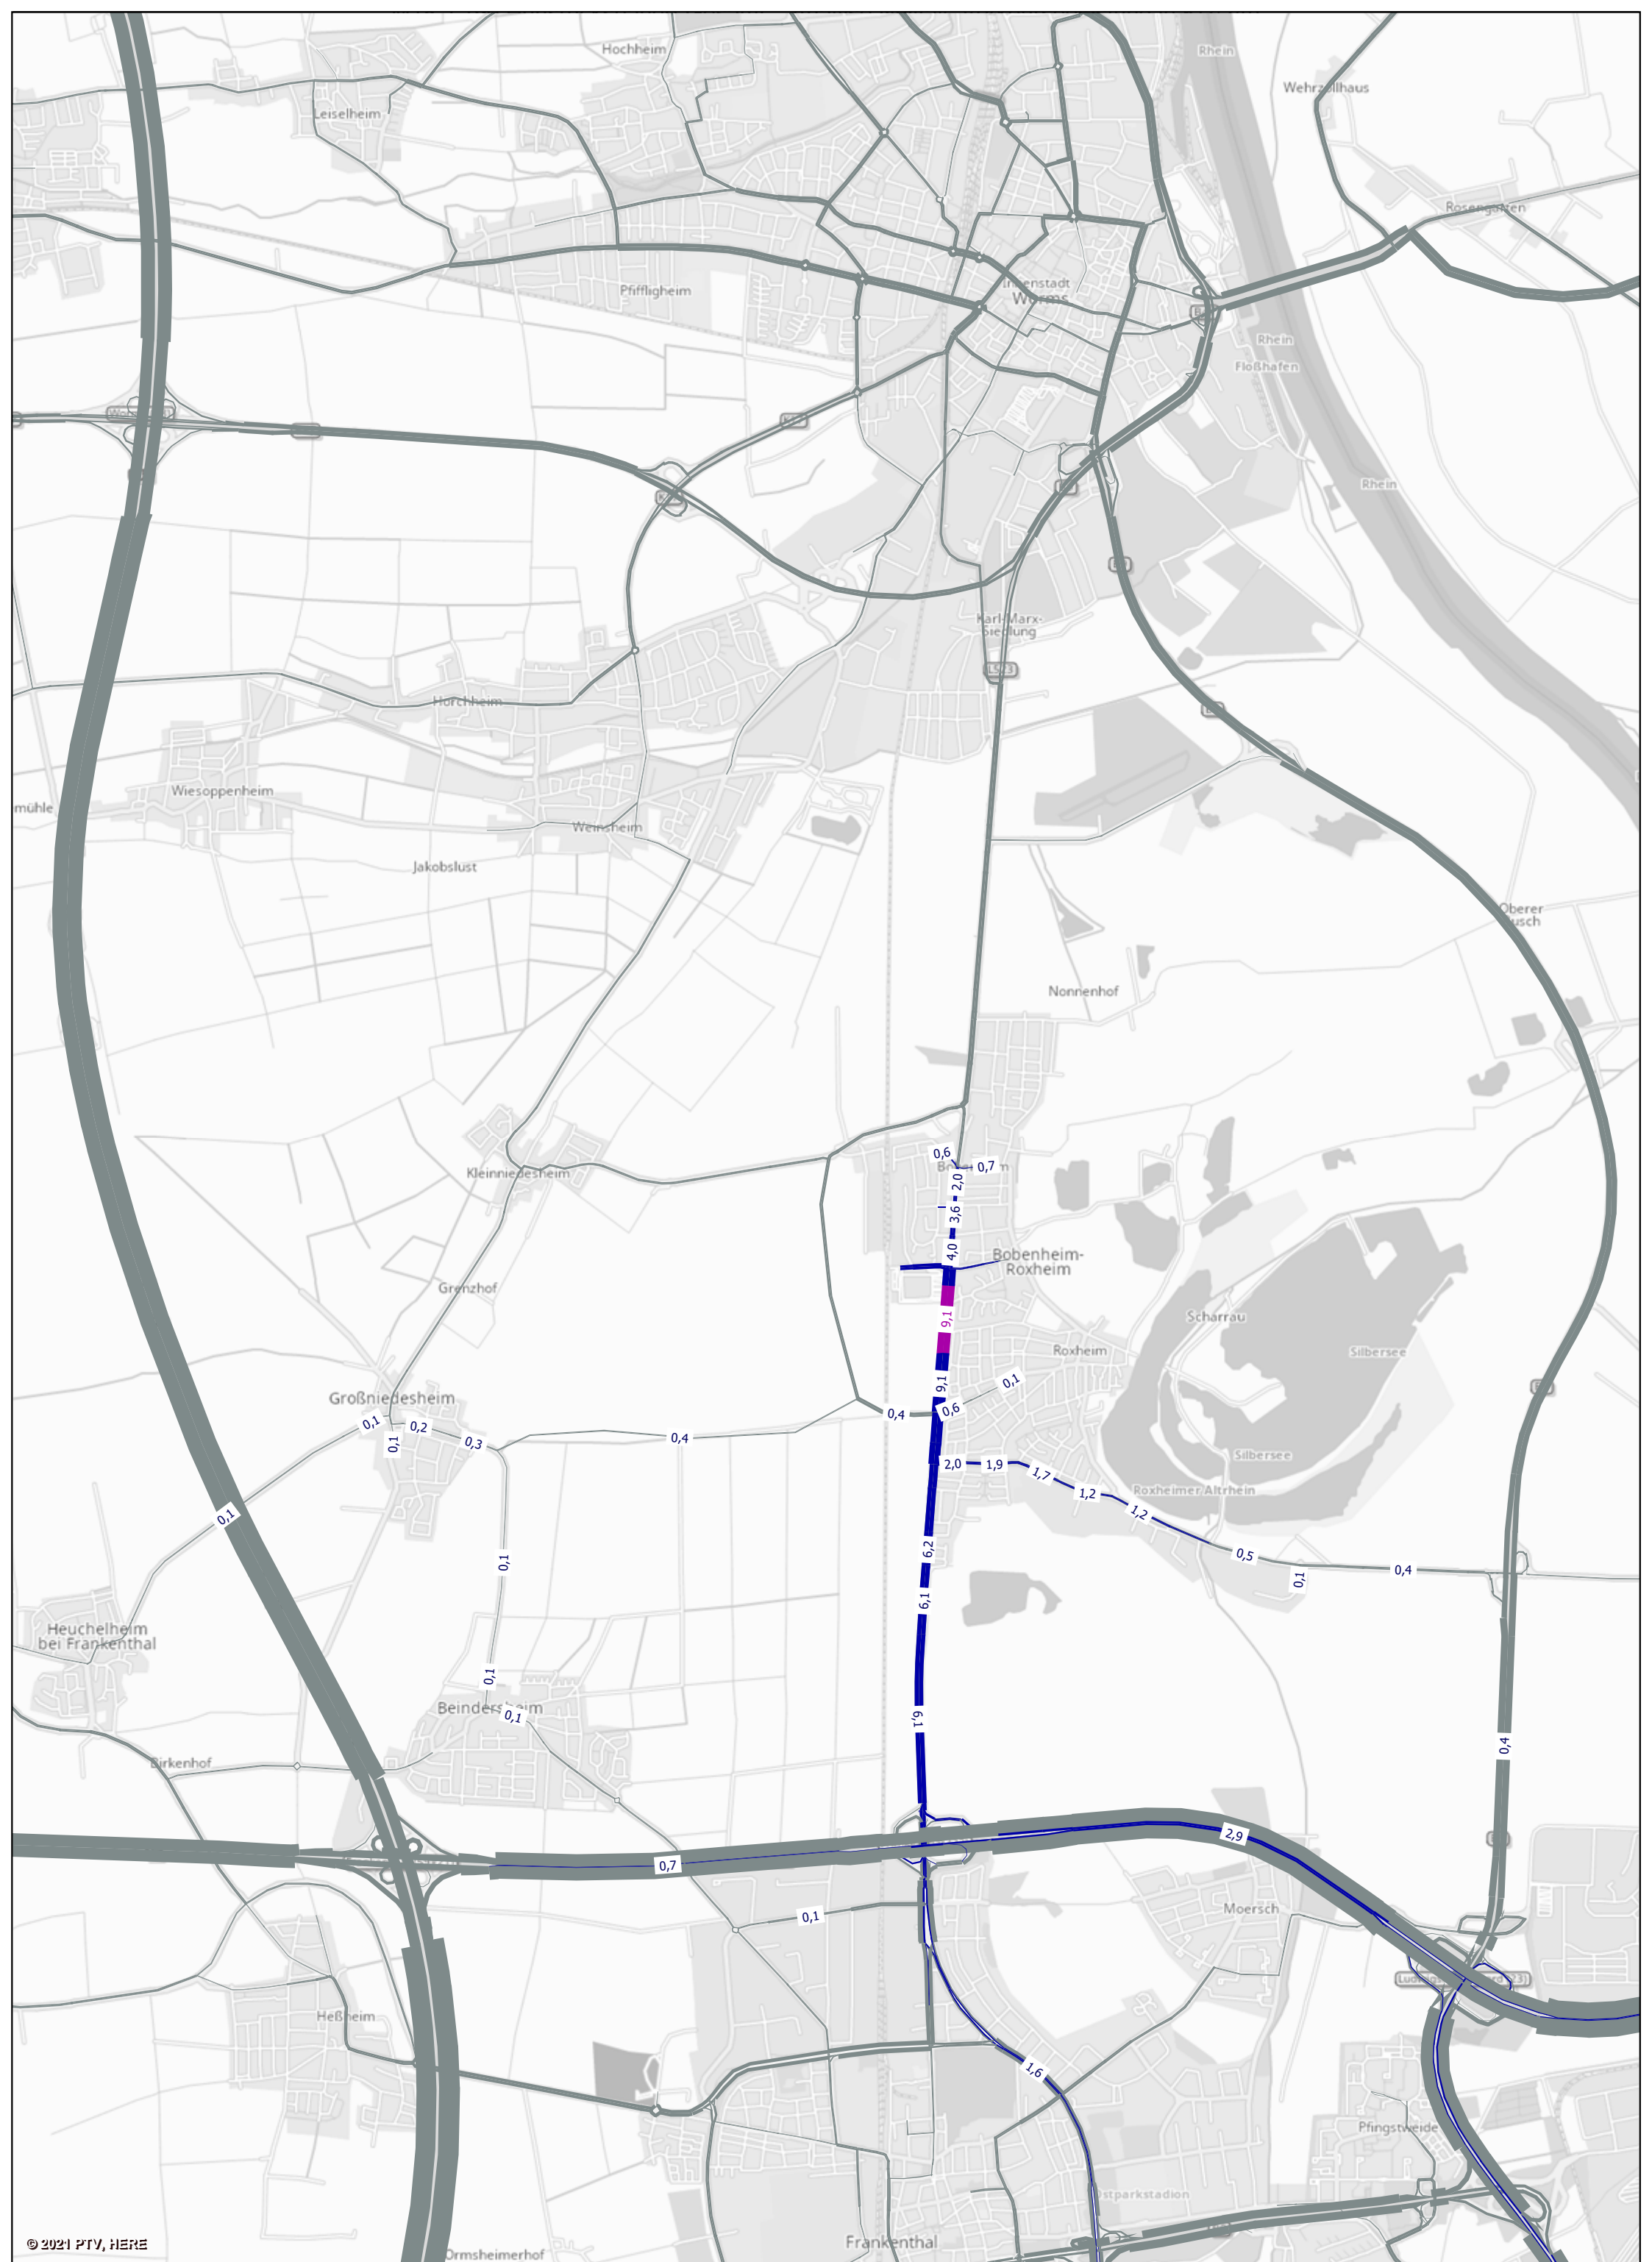 Rhein
Hochheim
Wehrzollhaus
Leiselheim
Rosengarten
Pfiffligheim
Innenstadt
Worms
Rhein
Floßhafen
Rhein
Karl-Marx-
Siedlung
Horchheim
Wiesoppenheim
mühle
Weinsheim
Jakobslust
Oberer
Busch
Nonnenhof
0,6
0,7
Kleinniedesheim
2,0
3,6
4,0
Bobenheim-
Roxheim
Grenzhof
9,1
Scharrau
Roxheim
Silbersee
9,1
0,1
Großniedesheim
0,6
0,4
0,1
0,2
0,1
0,3
0,4
Silbersee
2,0
1,9
1,7
1,2
Roxheimer Altrhein
1,2
0,1
6,2
0,5
0,1
0,4
0,1
6,1
Heuchelheim
bei Frankenthal
0,1
Beindersheim
0,1
6,1
0,4
Birkenhof
2,9
0,7
Moersch
0,1
Heßheim
1,6
Pfingstweide
Ostparkstadion
Frankenthal
© 2021 PTV, HERE
Ormsheimerhof